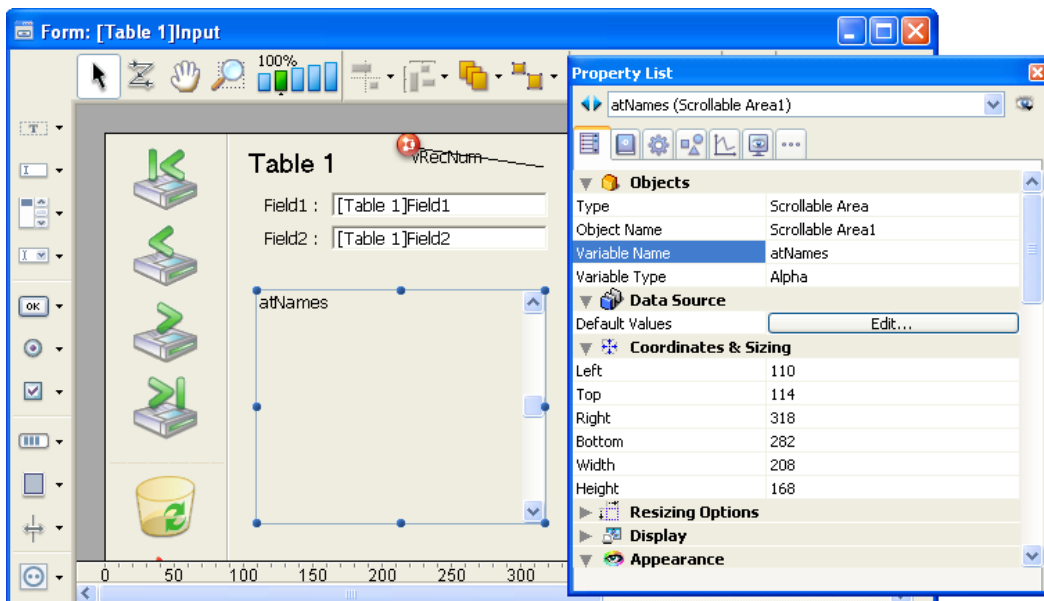 Form: [Table 1]Input
100%
Property List
atNames (Scrollable Area1)
T
Table 1
vRecNum
Objects
I
Field1 : [Table 1]Field1
Type Scrollable Area
Object Name Scrollable Area1
Field2 : [Table 1]Field2
Variable Name atNames
I
Variable Type Alpha
atNames
Data Source
OK
Default Values Edit...
Coordinates & Sizing
Left 110
Top 114
Right 318
Bottom 282
Width 208
Height 168
Resizing Options
Display
Appearance
0 50 100 150 200 250 300